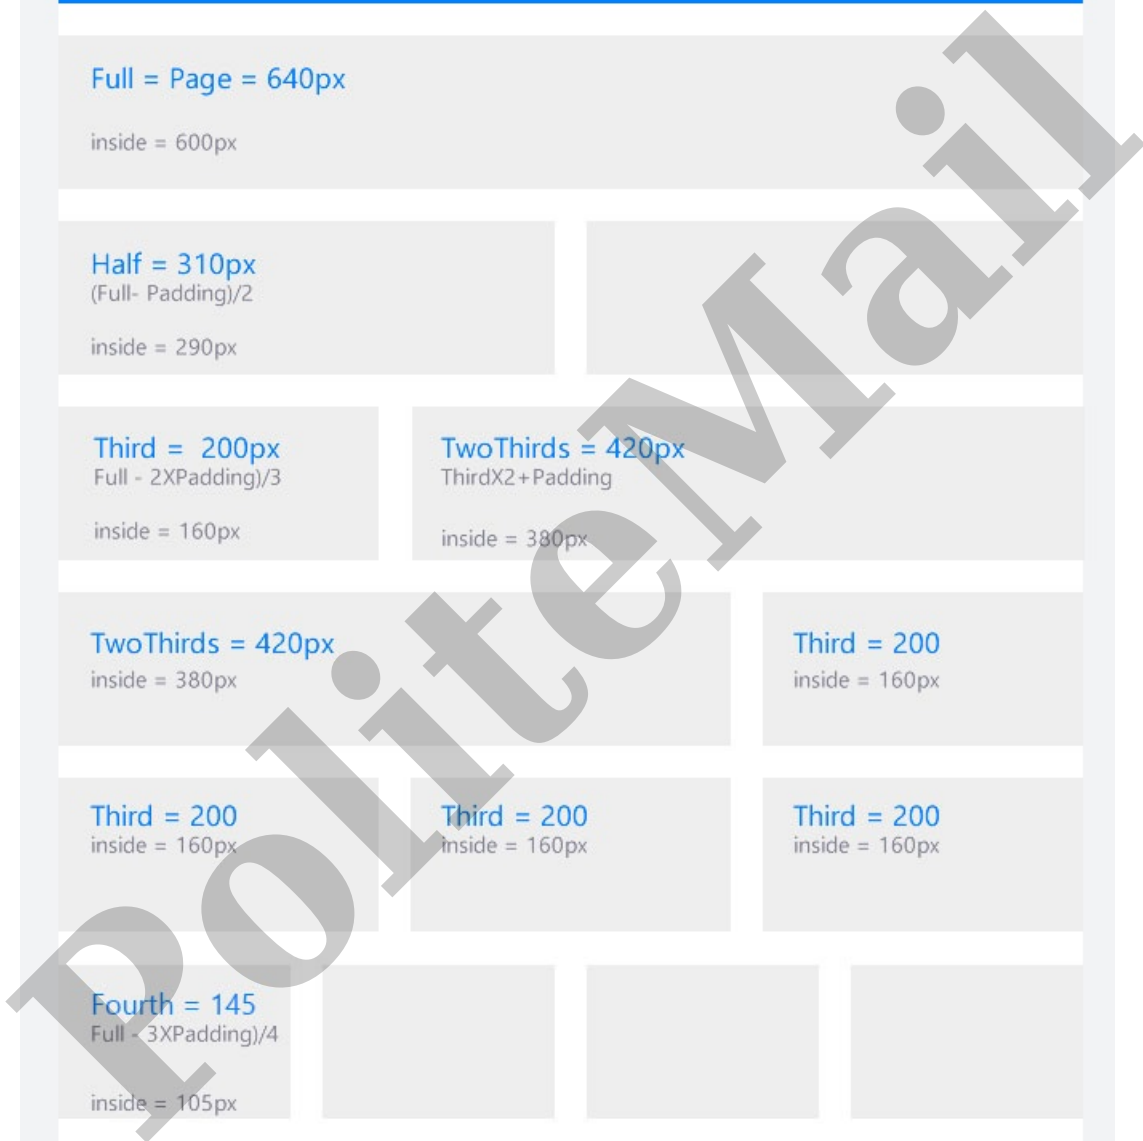 Full = Page = 640px
inside = 600px
Half = 310px
(Full- Padding)/2
inside = 290px
Third =  200px
Full - 2XPadding)/3
inside = 160px
TwoThirds = 420px
ThirdX2+Padding
inside = 380px
TwoThirds = 420px
inside = 380px
Third = 200
inside = 160px
Third = 200
inside = 160px
Third = 200
inside = 160px
Third = 200
inside = 160px
Fourth = 145
Full - 3XPadding)/4
inside = 105px
PoliteMail